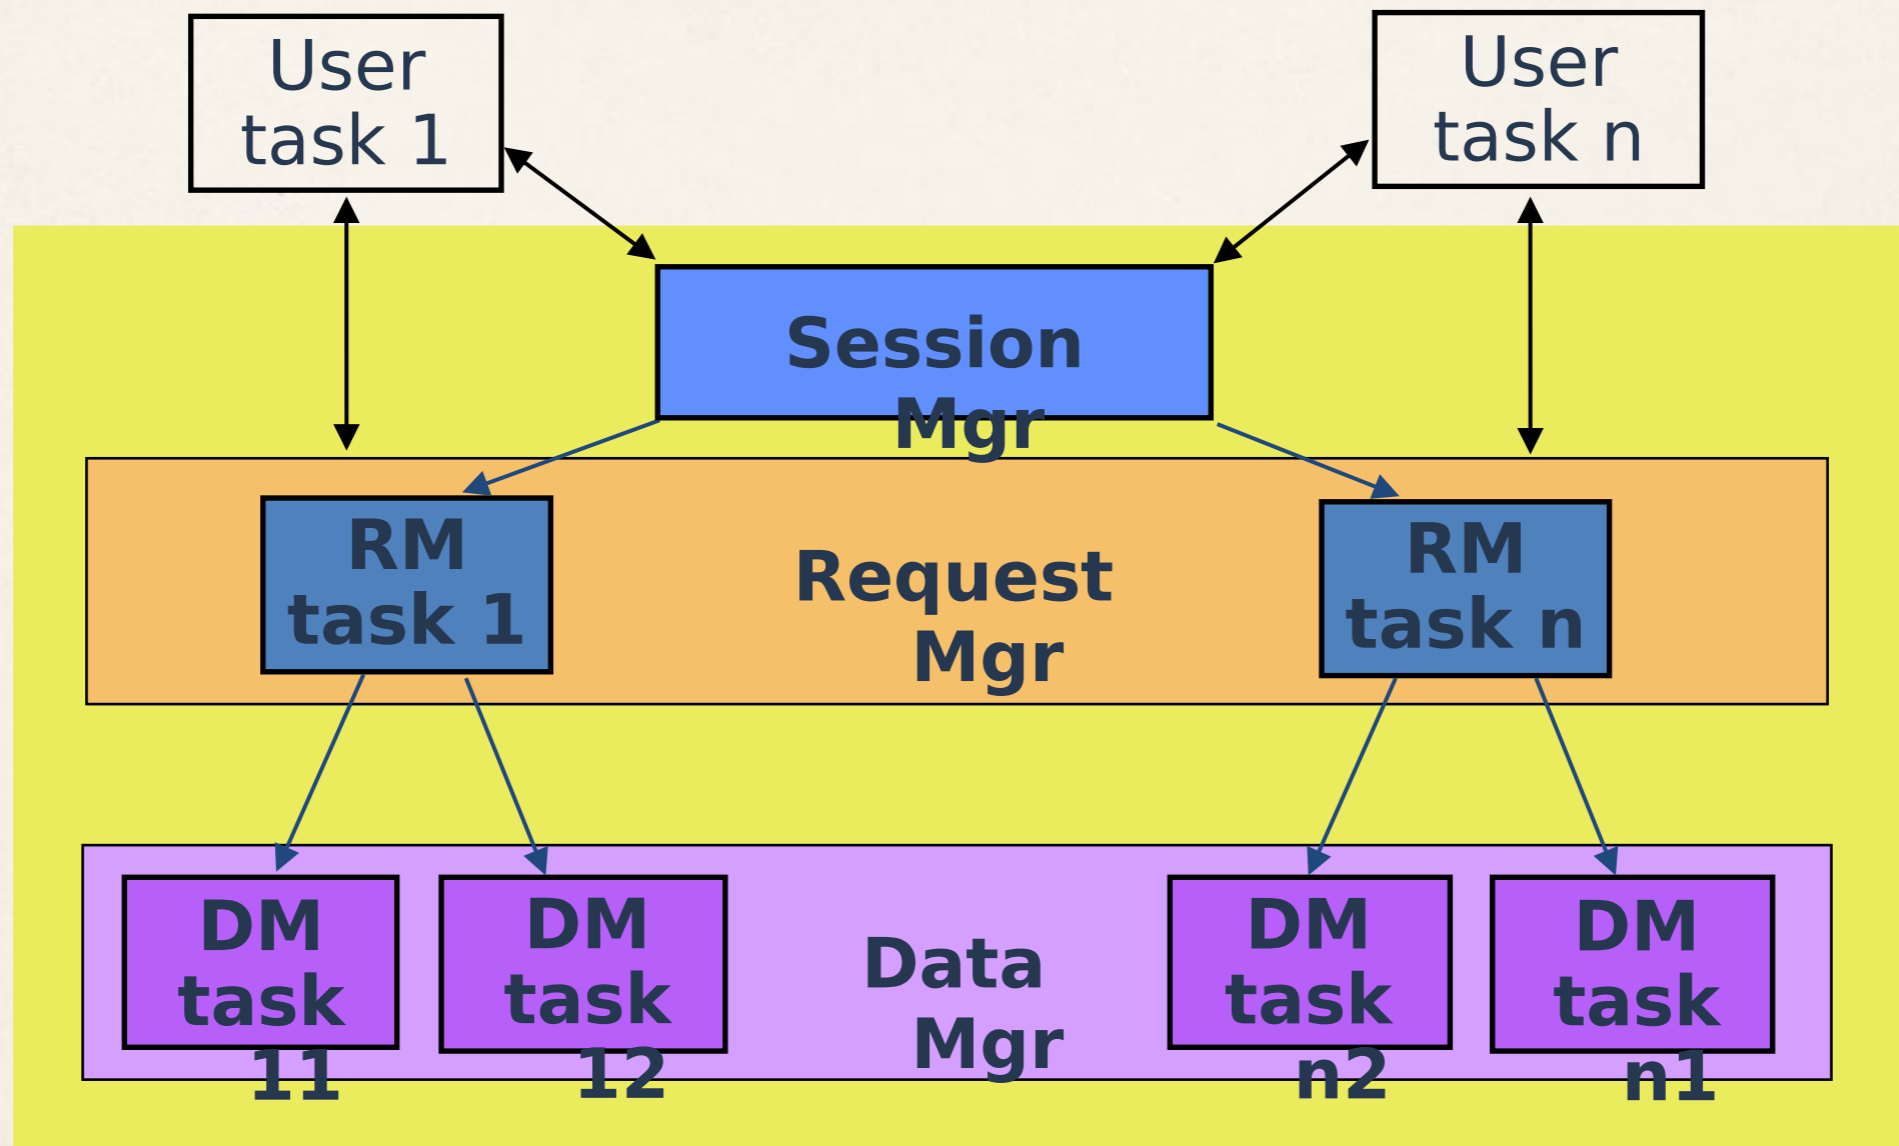 User
task 1
User
task n
Session
Mgr
RM
task 1
Request
Mgr
RM
task n
DM
task
11
DM
task
12
Data
Mgr
DM
task
n2
DM
task
n1